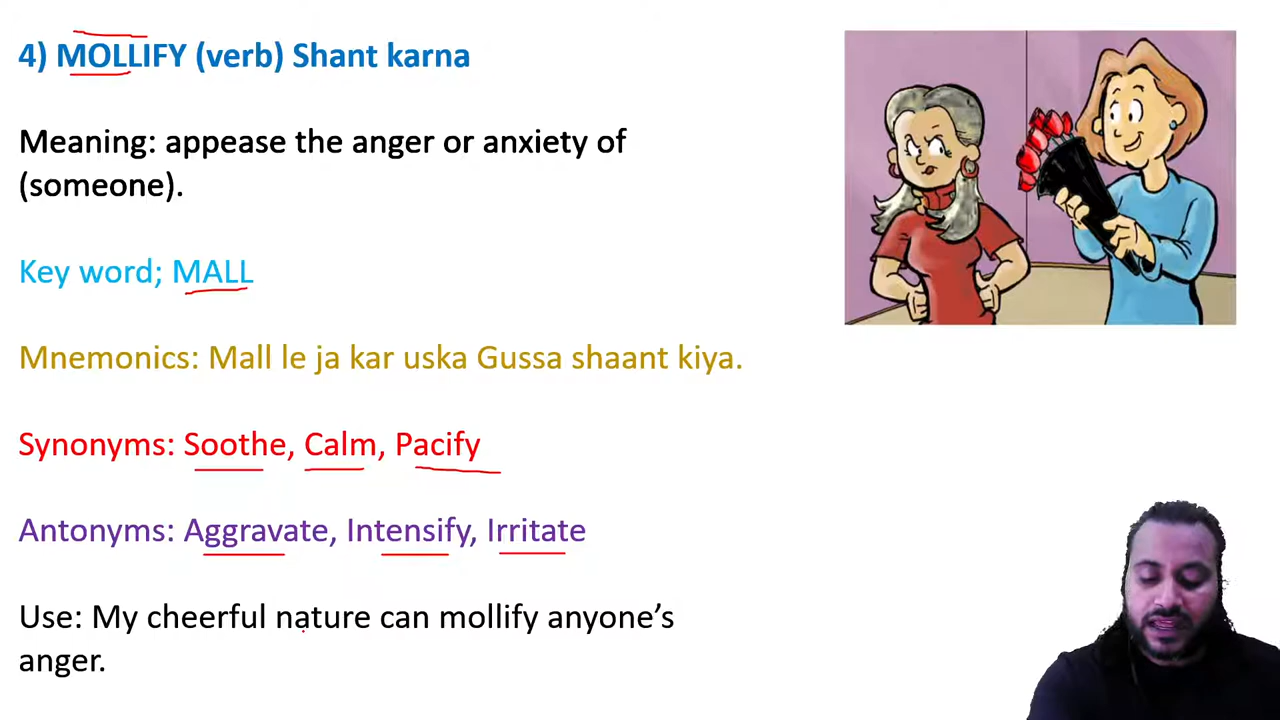 4) MOLLIFY (verb) Shant karna
Meaning: appease the anger or anxiety of
(someone).
Key word; MALL
Mnemonics: Mall le ja kar uska Gussa shaant kiya.
Synonyms: Soothe, Calm, Pacify
Antonyms: Aggravate, Intensify, Irritate
Use: My cheerful nature can mollify anyone’s
anger.